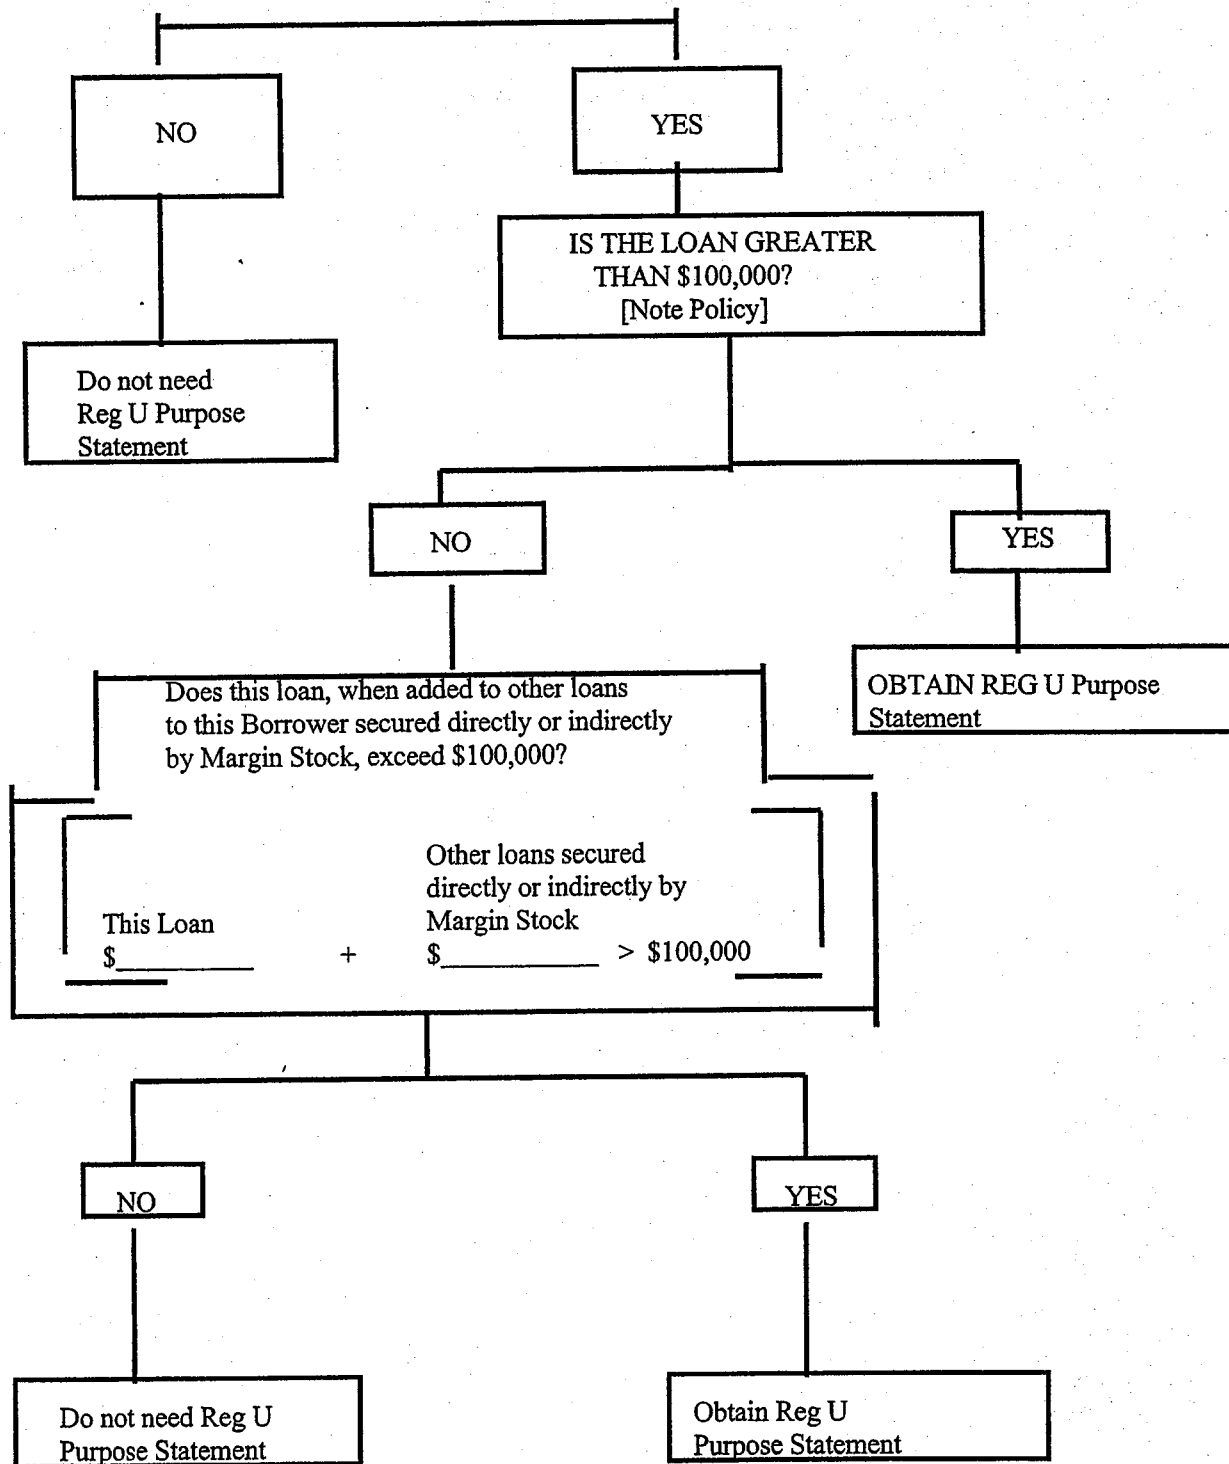 NO
YES
IS THE LOAN GREATER
THAN $100,000?
[Note Policy]
Do not need
Reg U Purpose
Statement
NO
YES
OBTAIN REG U Purpose
Statement
Does this loan, when added to other loans
to this Borrower secured directly or indirectly
by Margin Stock, exceed $100,000?
Other loans secured
directly or indirectly by
This Loan
Margin Stock
$__________ + $___________ > $100,000
NO
YES
Do not need Reg U
Purpose Statement
Obtain Reg U
Purpose Statement